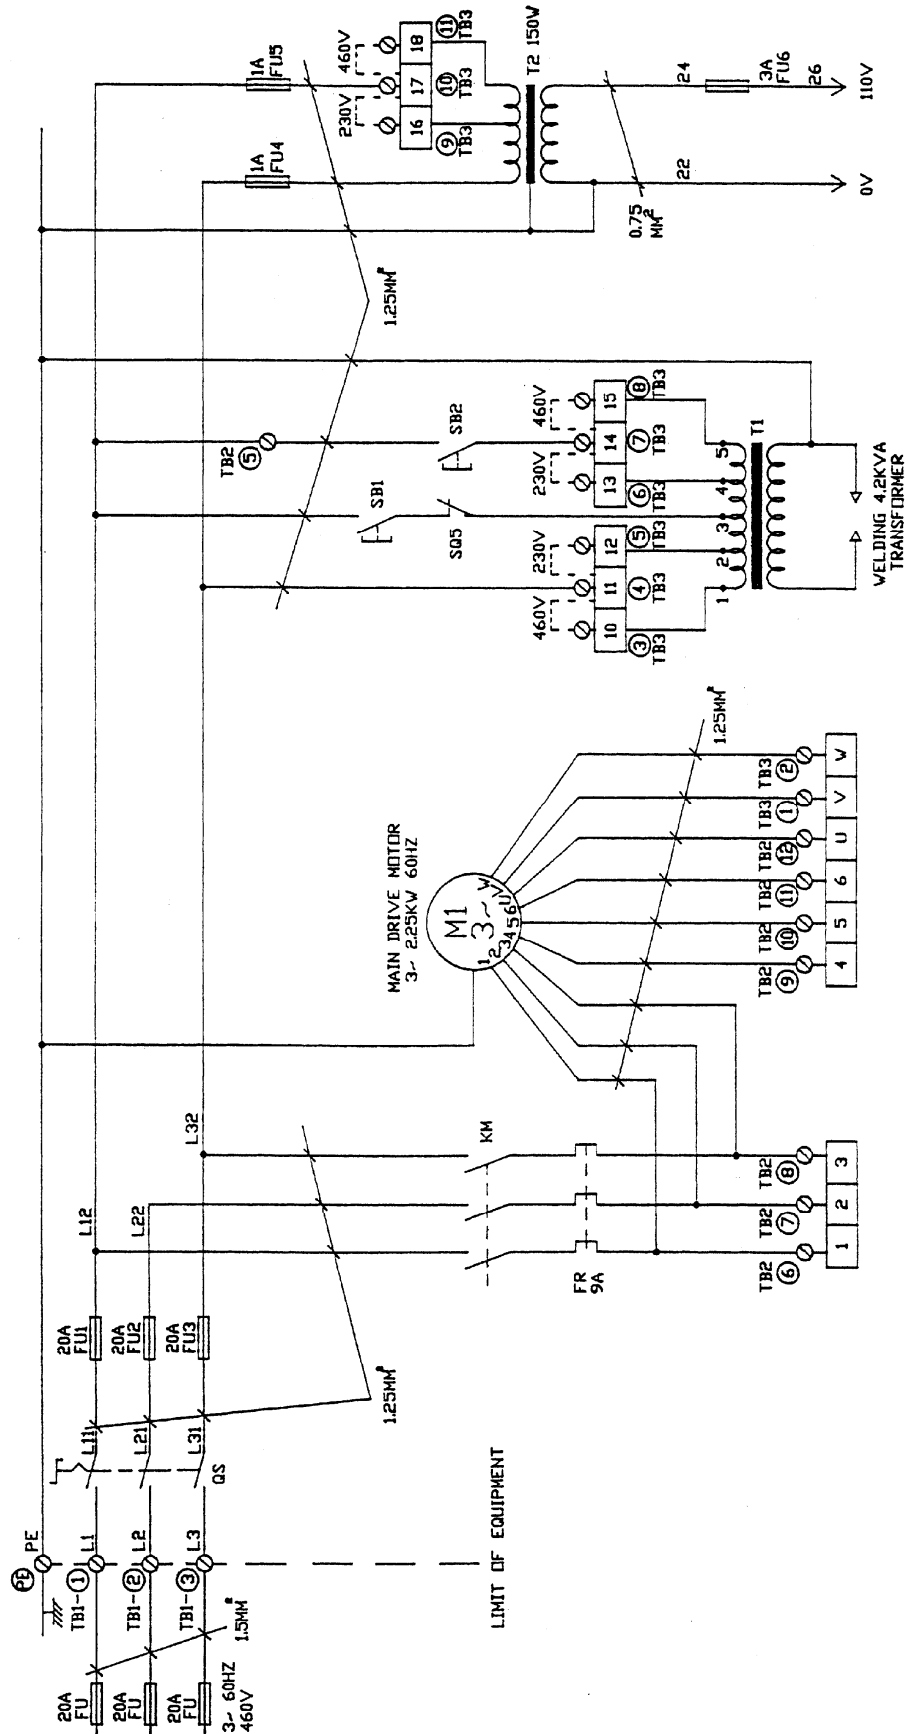 20A
FU
20A
FU
20A
FU
3~ 60HZ
460V
1.5MM²
PE
PE
TB1-①
L1
TB1-②
L2
TB1-③
L3
LIMIT OF EQUIPMENT
QS
L11
L21
L31
1.25MM²
20A
FU1
20A
FU2
20A
FU3
L12
L22
L32
KM
FR
9A
TB2
⑥
TB2
⑦
TB2
⑧
1
2
3
MAIN DRIVE MOTOR
3~ 2.25KW 60HZ
M1
3~
1
2
3
4
5
6
U
V
W
1.25MM²
TB2
⑨
TB2
⑩
TB2
⑪
TB2
⑫
TB3
①
TB3
②
4
5
6
U
V
W
1.25MM²
TB2
⑤
SB1
SQ5
SB2
460V
230V
230V
460V
10
11
12
13
14
15
③
TB3
④
TB3
⑤
TB3
⑥
TB3
⑦
TB3
⑧
TB3
1
2
3
4
5
T1
WELDING 4.2KVA
TRANSFORMER
1A
FU4
1A
FU5
230V
460V
16
17
18
⑨
TB3
⑩
TB3
⑪
TB3
T2 150W
0.75
MM²
22
24
3A
FU6
26
0V
110V